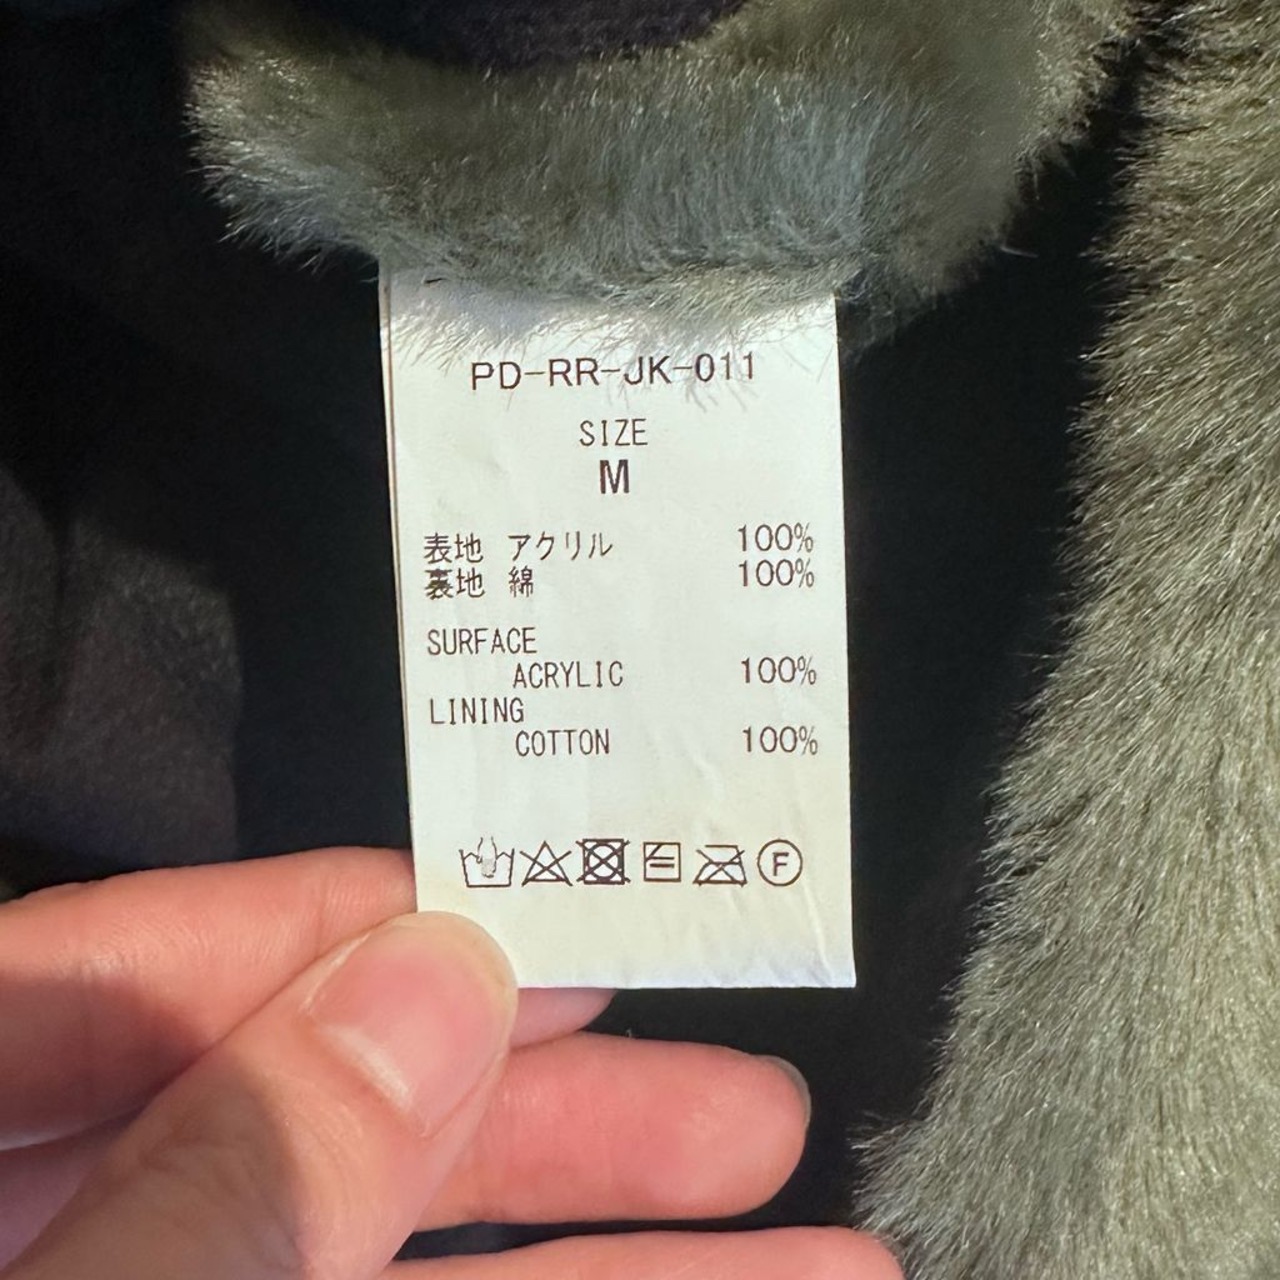 PD-RR-JK-011
SIZE
M
表地 アクリル 100%
裏地 綿 100%
SURFACE
ACRYLIC 100%
LINING
COTTON 100%
F